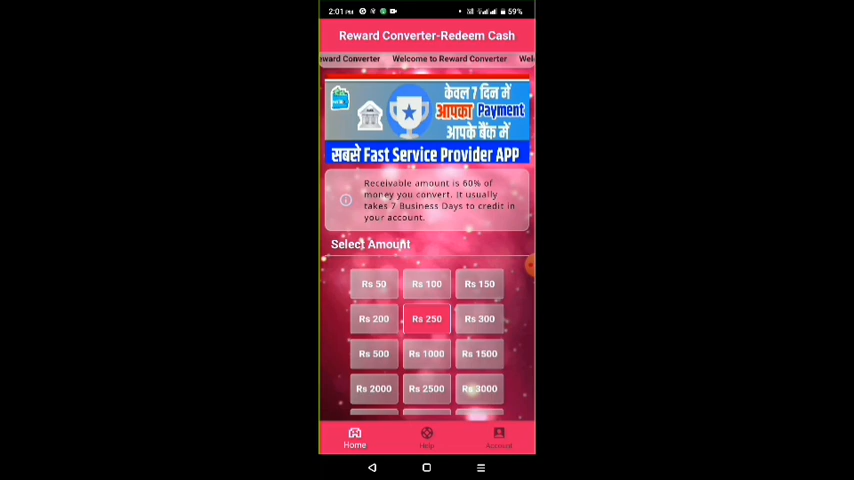 2:01 PM
59%
Reward Converter-Redeem Cash
ward Converter Welcome to Reward Converter Wel
केवल 7 दिन में
आपका Payment
आपके बैंक में
सबसे Fast Service Provider APP
Receivable amount is 60% of
money you convert. It usually
takes 7 Business Days to credit in
your account.
Select Amount
Rs 50 Rs 100 Rs 150
Rs 200 Rs 250 Rs 300
Rs 500 Rs 1000 Rs 1500
Rs 2000 Rs 2500 Rs 3000
Home Help Account